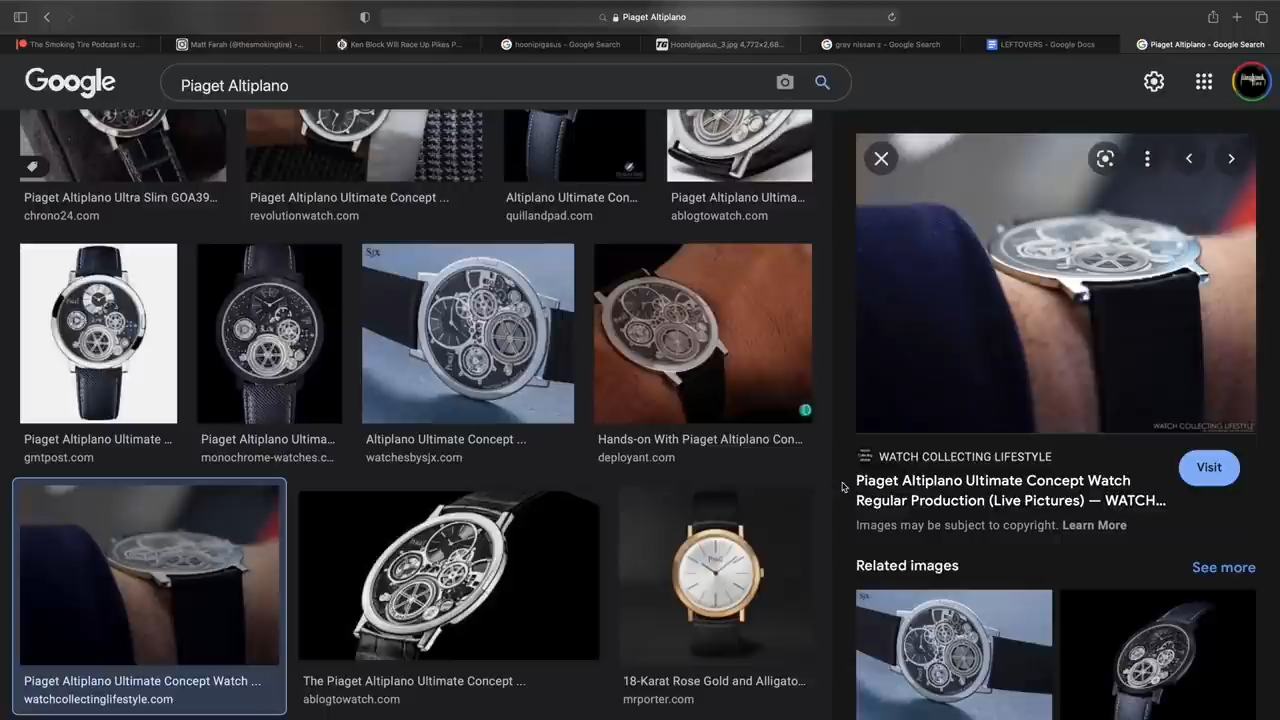 Piaget Altiplano
The Smoking Tire Podcast is cr...
Matt Farah (@thesmokingtire) -...
Ken Block Will Race Up Pikes P...
hoonipigasus - Google Search
TG
Hoonipigasus_3.jpg 4,772×2,68...
grey nissan z - Google Search
LEFTOVERS - Google Docs
Piaget Altiplano - Google Search
Google
Piaget Altiplano
Piaget Altiplano Ultra Slim GOA39...
chrono24.com
Piaget Altiplano Ultimate Concept ...
revolutionwatch.com
Altiplano Ultimate Con...
quillandpad.com
Piaget Altiplano Ultima...
ablogtowatch.com
SJX
Piaget Altiplano Ultimate ...
gmtpost.com
Piaget Altiplano Ultima...
monochrome-watches.c...
Altiplano Ultimate Concept ...
watchesbysjx.com
Hands-on With Piaget Altiplano Con...
deployant.com
PIAGET
Piaget Altiplano Ultimate Concept Watch ...
watchcollectinglifestyle.com
The Piaget Altiplano Ultimate Concept ...
ablogtowatch.com
18-Karat Rose Gold and Alligato...
mrporter.com
WATCH COLLECTING LIFESTYLE
WATCH COLLECTING LIFESTYLE
Piaget Altiplano Ultimate Concept Watch
Regular Production (Live Pictures) — WATCH...
Visit
Images may be subject to copyright. Learn More
Related images
See more
SJX